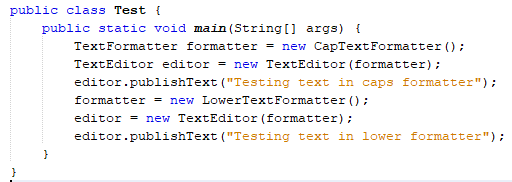 public class Test {
    public static void main(String[] args) {
        TextFormatter formatter = new CapTextFormatter();
        TextEditor editor = new TextEditor(formatter);
        editor.publishText("Testing text in caps formatter");
        formatter = new LowerTextFormatter();
        editor = new TextEditor(formatter);
        editor.publishText("Testing text in lower formatter");
    }
}